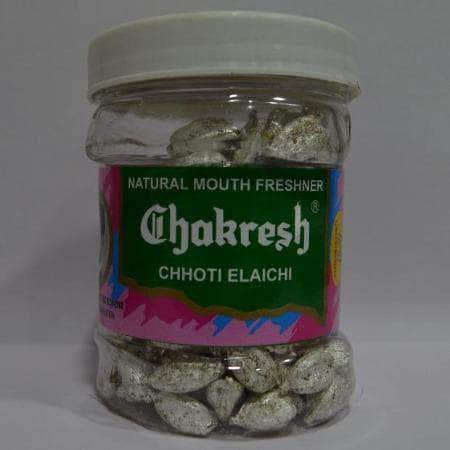 NATURAL MOUTH FRESHNER
Chakresh®
CHHOTI ELAICHI